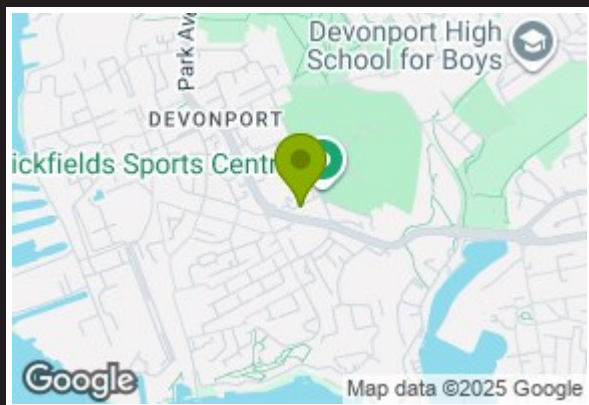 Devonport High
School for Boys
Park Ave
DEVONPORT
ickfields Sports Centr
Google
Map data ©2025 Google